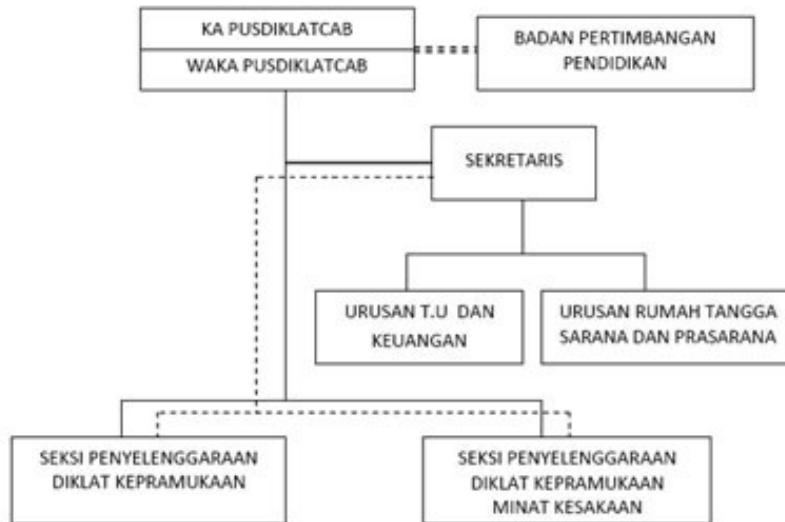 KA PUSDIKLATCAB
WAKA PUSDIKLATCAB
BADAN PERTIMBANGAN
PENDIDIKAN
SEKRETARIS
URUSAN T.U DAN
KEUANGAN
URUSAN RUMAH TANGGA
SARANA DAN PRASARANA
SEKSI PENYELENGGARAAN
DIKLAT KEPRAMUKAAN
SEKSI PENYELENGGARAAN
DIKLAT KEPRAMUKAAN
MINAT KESAKAAN